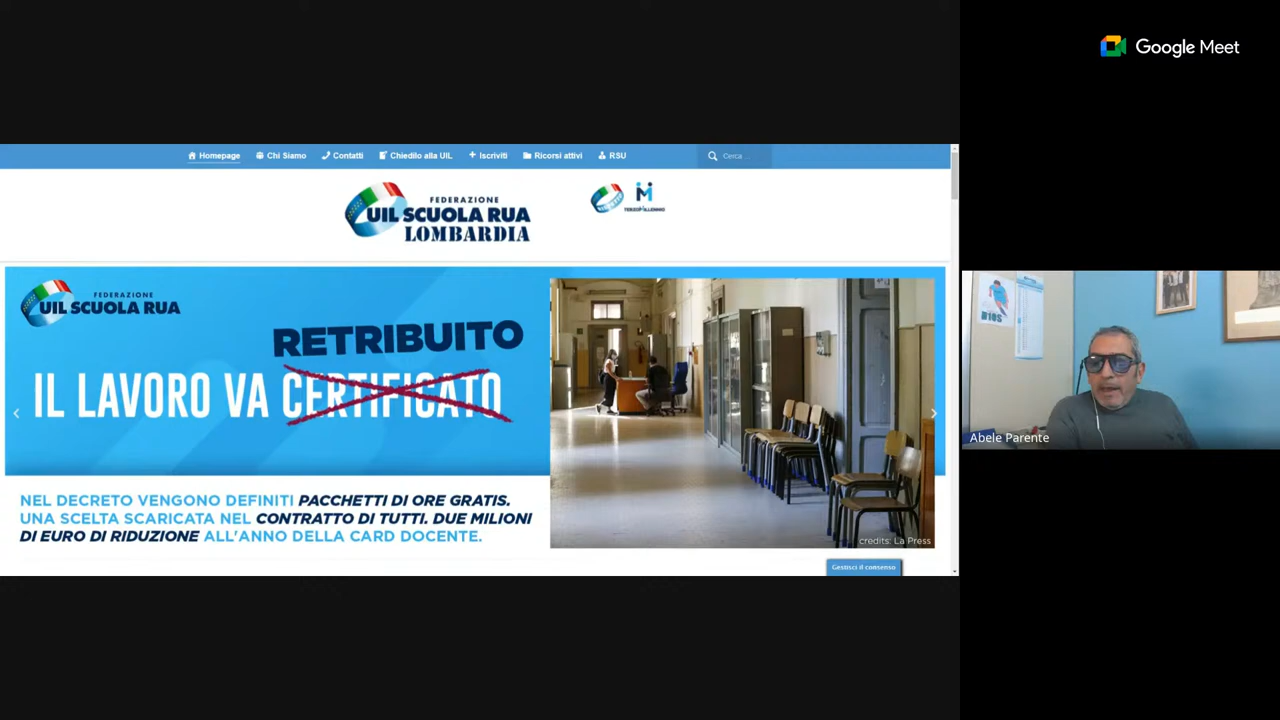 Google Meet
Homepage Chi Siamo Contatti Chiedilo alla UIL Iscriviti Ricorsi attivi RSU Cerca ...
FEDERAZIONE
UIL SCUOLA RUA
LOMBARDIA
TERZO MILLENNIO
FEDERAZIONE
UIL SCUOLA RUA
RETRIBUITO
IL LAVORO VA CERTIFICATO
NEL DECRETO VENGONO DEFINITI PACCHETTI DI ORE GRATIS.
UNA SCELTA SCARICATA NEL CONTRATTO DI TUTTI. DUE MILIONI
DI EURO DI RIDUZIONE ALL'ANNO DELLA CARD DOCENTE.
credits: La Press
Gestisci il consenso
D10S
Abele Parente